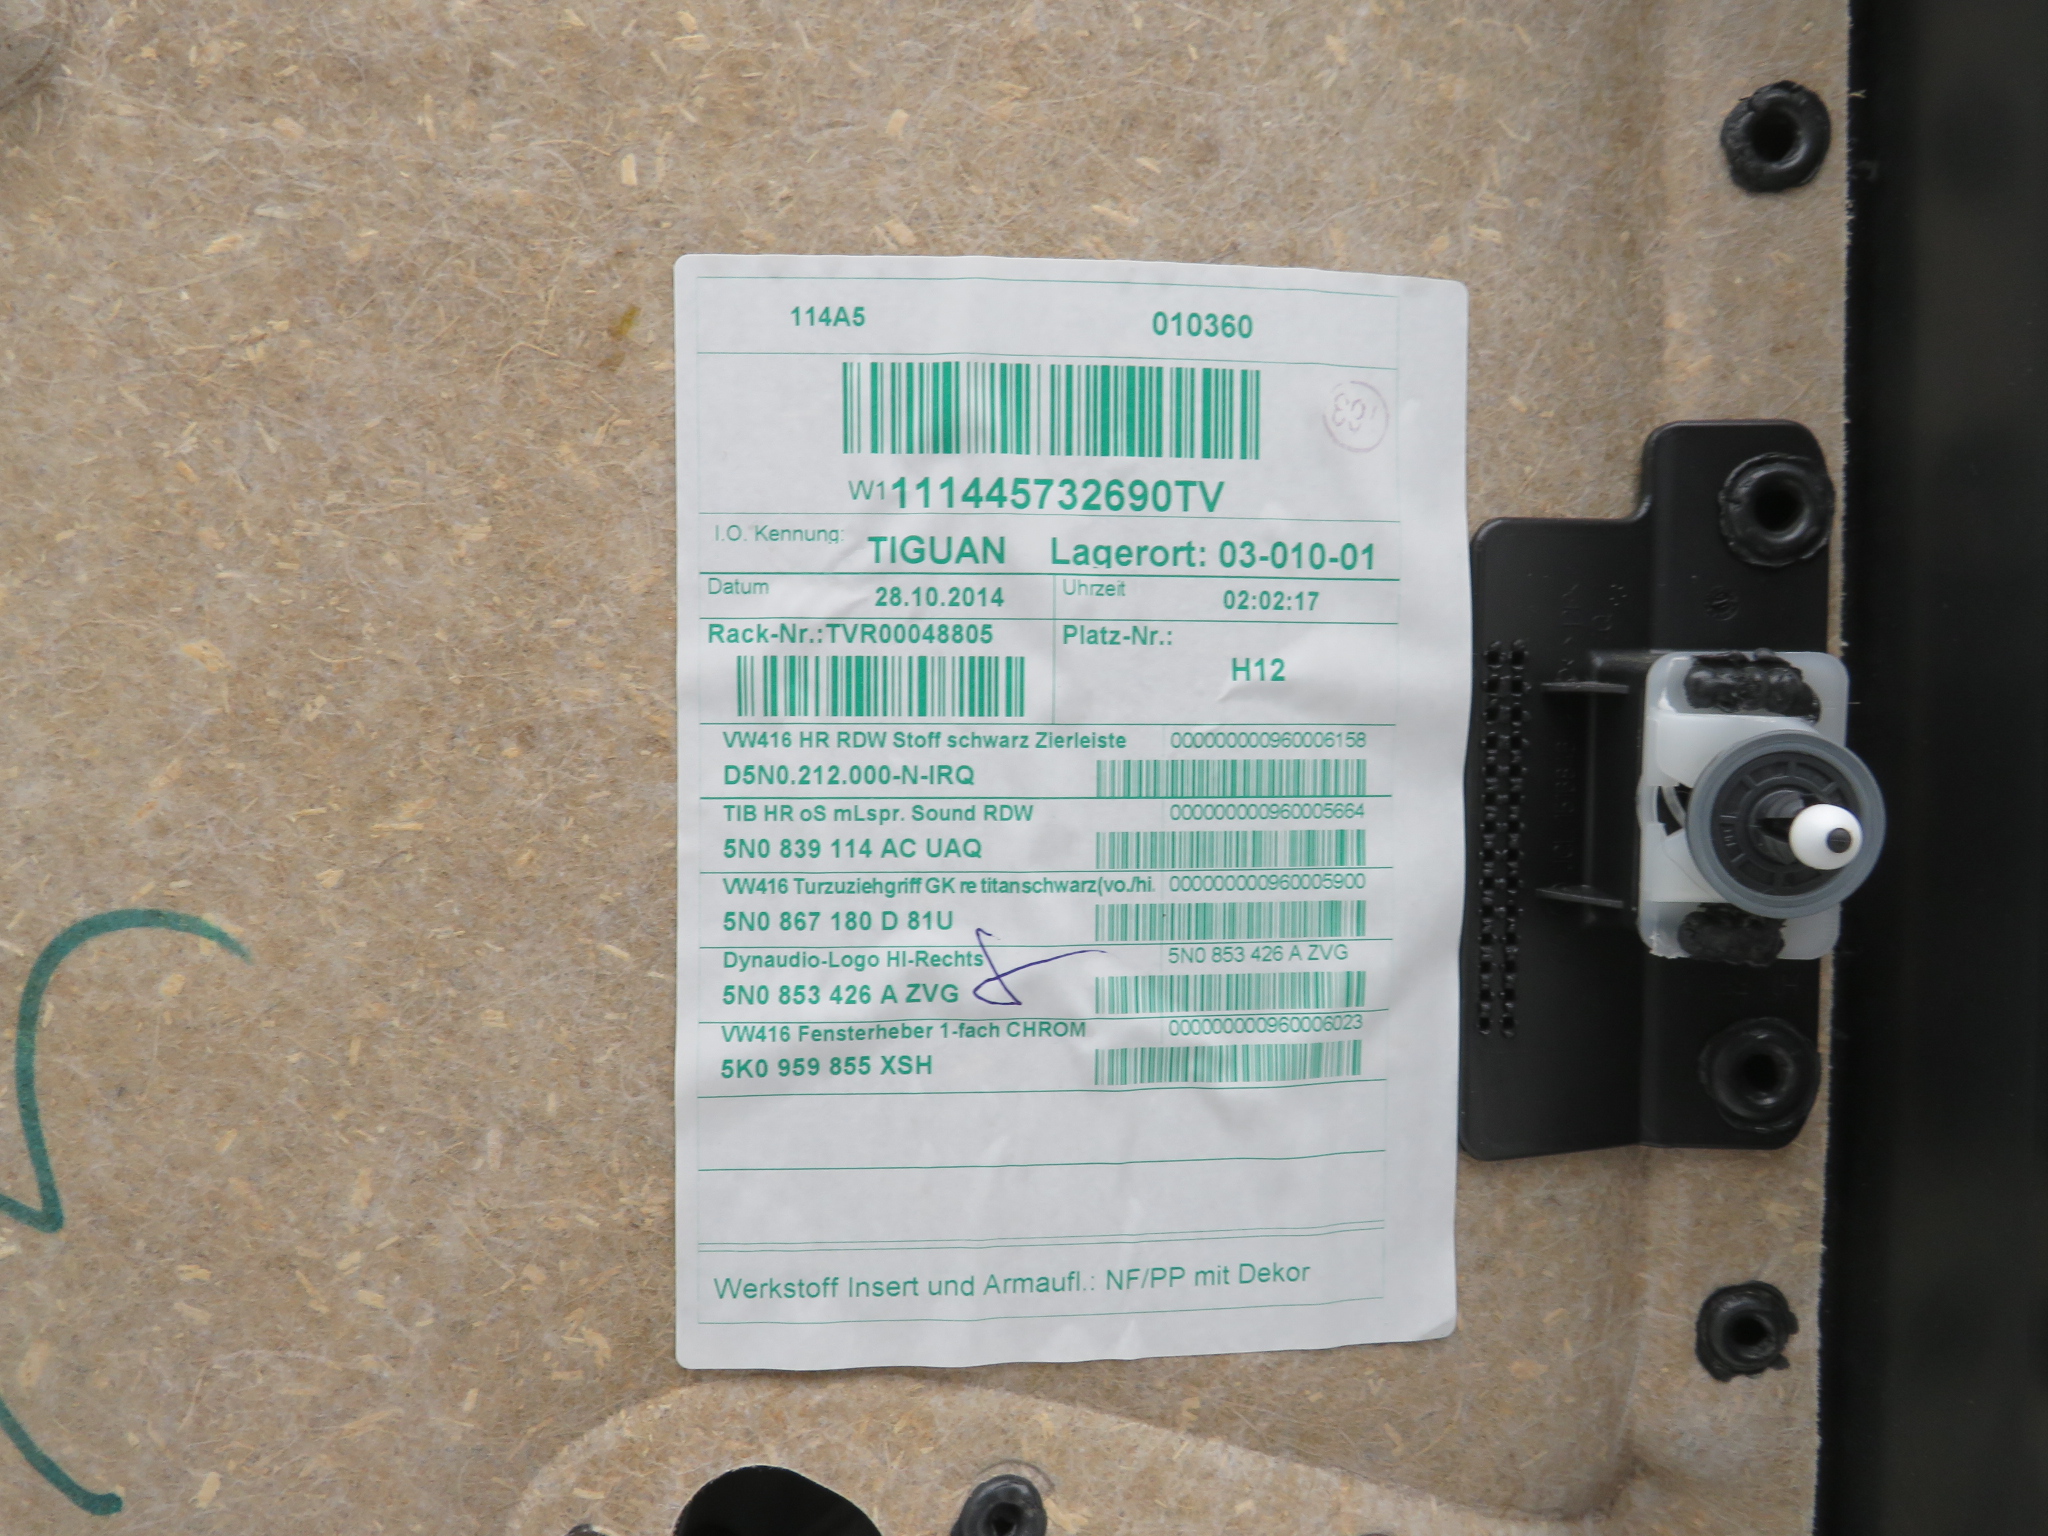 114A5 010360
W1111445732690TV
I.O. Kennung: TIGUAN Lagerort: 03-010-01
Datum 28.10.2014 Uhrzeit 02:02:17
Rack-Nr.:TVR00048805 Platz-Nr.:
H12
VW416 HR RDW Stoff schwarz Zierleiste 000000000960006158
D5N0.212.000-N-IRQ
TIB HR oS mLspr. Sound RDW 000000000960005664
5N0 839 114 AC UAQ
VW416 Turzuziehgriff GK re titanschwarz(vo./hi. 000000000960005900
5N0 867 180 D 81U
Dynaudio-Logo HI-Rechts 5N0 853 426 A ZVG
5N0 853 426 A ZVG
VW416 Fensterheber 1-fach CHROM 000000000960006023
5K0 959 855 XSH
Werkstoff Insert und Armaufl.: NF/PP mit Dekor